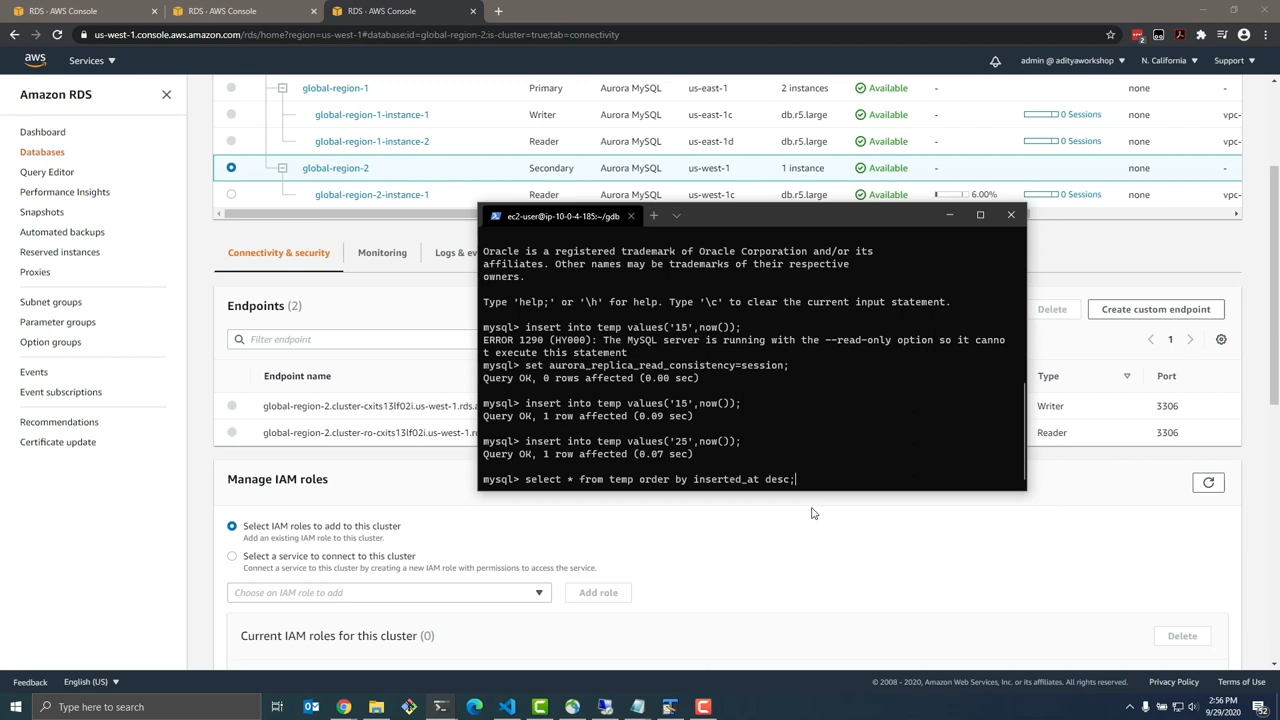 RDS · AWS Console
RDS · AWS Console
RDS · AWS Console
us-west-1.console.aws.amazon.com/rds/home?region=us-west-1#database:id=global-region-2;is-cluster=true;tab=connectivity
aws
Services
admin @ adityaworkshop
N. California
Support
Amazon RDS
Dashboard
Databases
Query Editor
Performance Insights
Snapshots
Automated backups
Reserved instances
Proxies
Subnet groups
Parameter groups
Option groups
Events
Event subscriptions
Recommendations
Certificate update
global-region-1 Primary Aurora MySQL us-east-1 2 instances Available - none -
global-region-1-instance-1 Writer Aurora MySQL us-east-1c db.r5.large Available - 0 Sessions none vpc-
global-region-1-instance-2 Reader Aurora MySQL us-east-1d db.r5.large Available - 0 Sessions none vpc-
global-region-2 Secondary Aurora MySQL us-west-1 1 instance Available - none -
global-region-2-instance-1 Reader Aurora MySQL us-west-1c db.r5.large Available 6.00% 0 Sessions none vpc-
Connectivity & security
Monitoring
Logs & ev
Endpoints (2)
Delete
Create custom endpoint
Filter endpoint
1
Endpoint name
Type
Port
global-region-2.cluster-cxits13lf02i.us-west-1.rds.
Writer
3306
global-region-2.cluster-ro-cxits13lf02i.us-west-1.r
Reader
3306
ec2-user@ip-10-0-4-185:~/gdb
Oracle is a registered trademark of Oracle Corporation and/or its
affiliates. Other names may be trademarks of their respective
owners.
Type 'help;' or '\h' for help. Type '\c' to clear the current input statement.
mysql> insert into temp values('15',now());
ERROR 1290 (HY000): The MySQL server is running with the --read-only option so it canno
t execute this statement
mysql> set aurora_replica_read_consistency=session;
Query OK, 0 rows affected (0.00 sec)
mysql> insert into temp values('15',now());
Query OK, 1 row affected (0.09 sec)
mysql> insert into temp values('25',now());
Query OK, 1 row affected (0.07 sec)
mysql> select * from temp order by inserted_at desc;
Manage IAM roles
Select IAM roles to add to this cluster
Add an existing IAM role to this cluster.
Select a service to connect to this cluster
Connect a service to this cluster by creating a new IAM role with permissions to access the service.
Choose an IAM role to add
Add role
Current IAM roles for this cluster (0)
Delete
Feedback
English (US)
© 2008 - 2020, Amazon Web Services, Inc. or its affiliates. All rights reserved.
Privacy Policy
Terms of Use
Type here to search
2:56 PM
9/29/2020